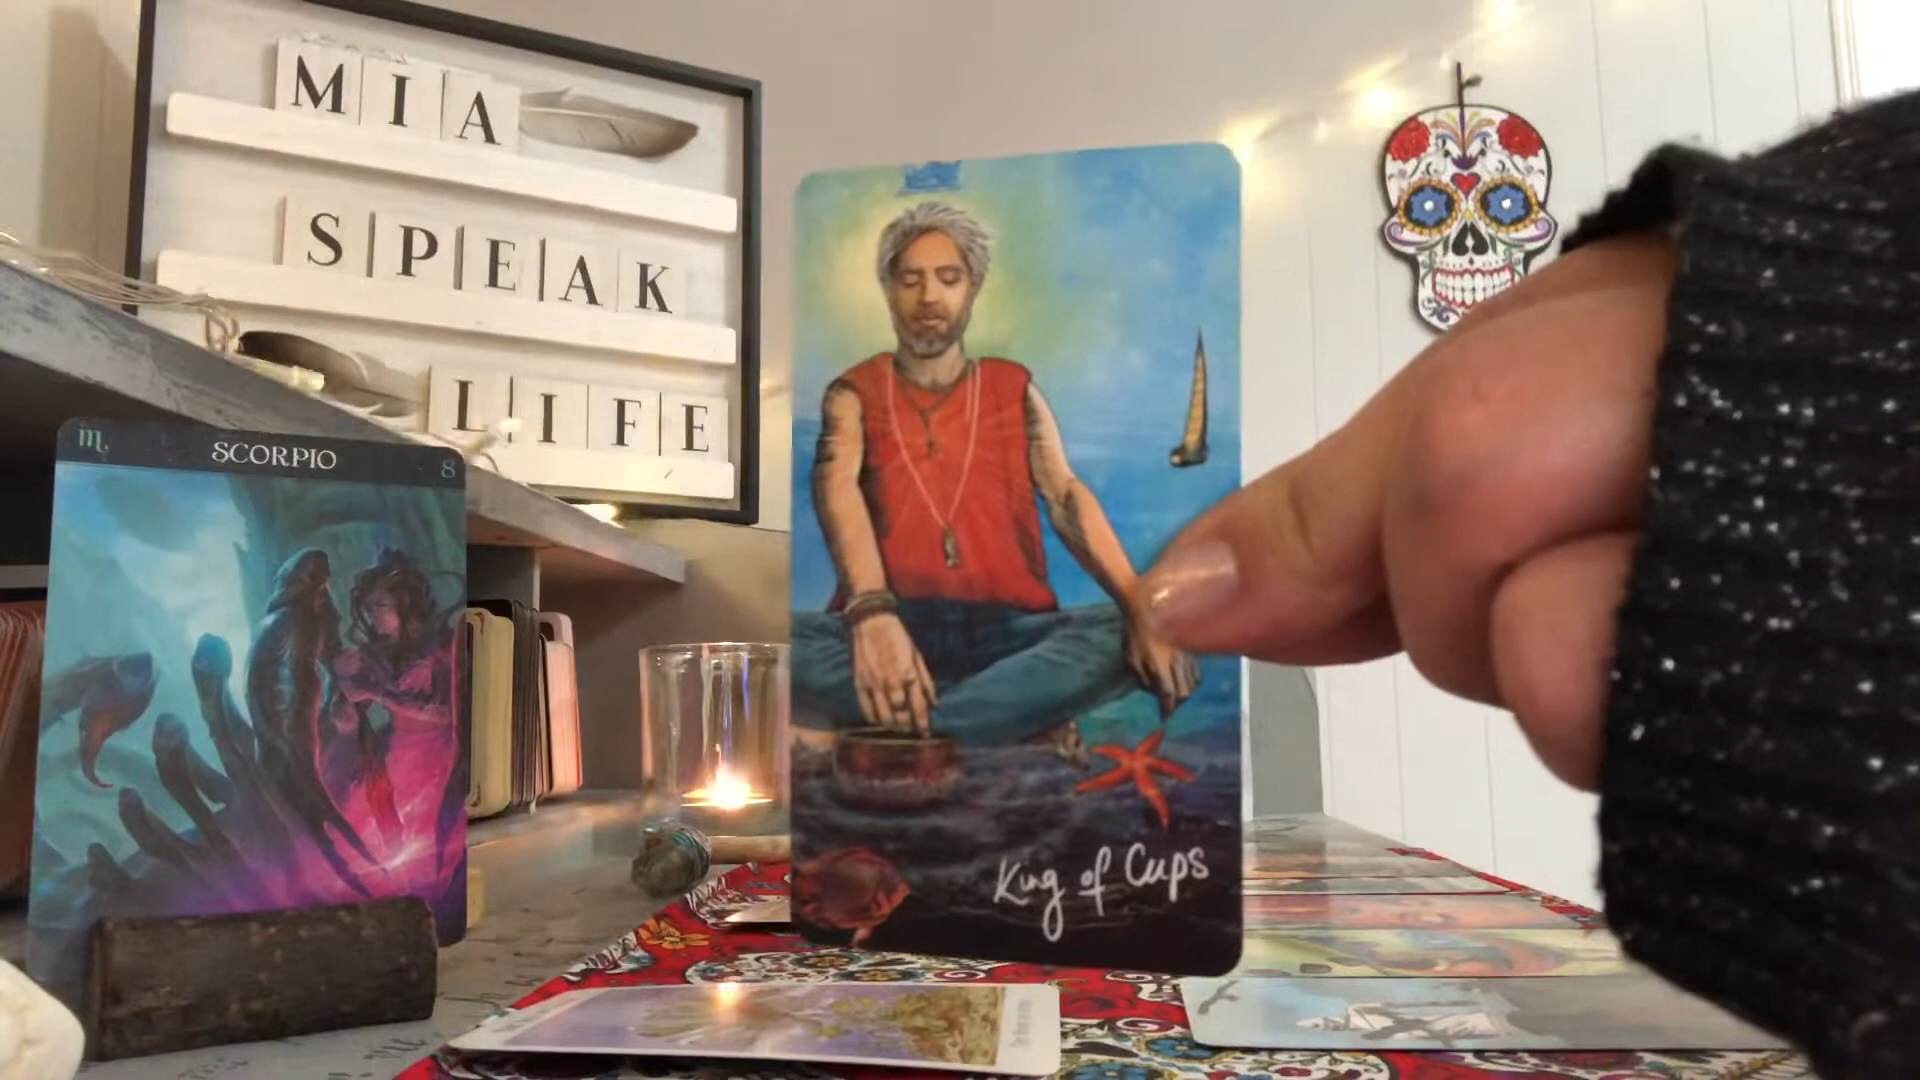 MIA
SPEAK
LIFE
♏ SCORPIO 8
King of Cups